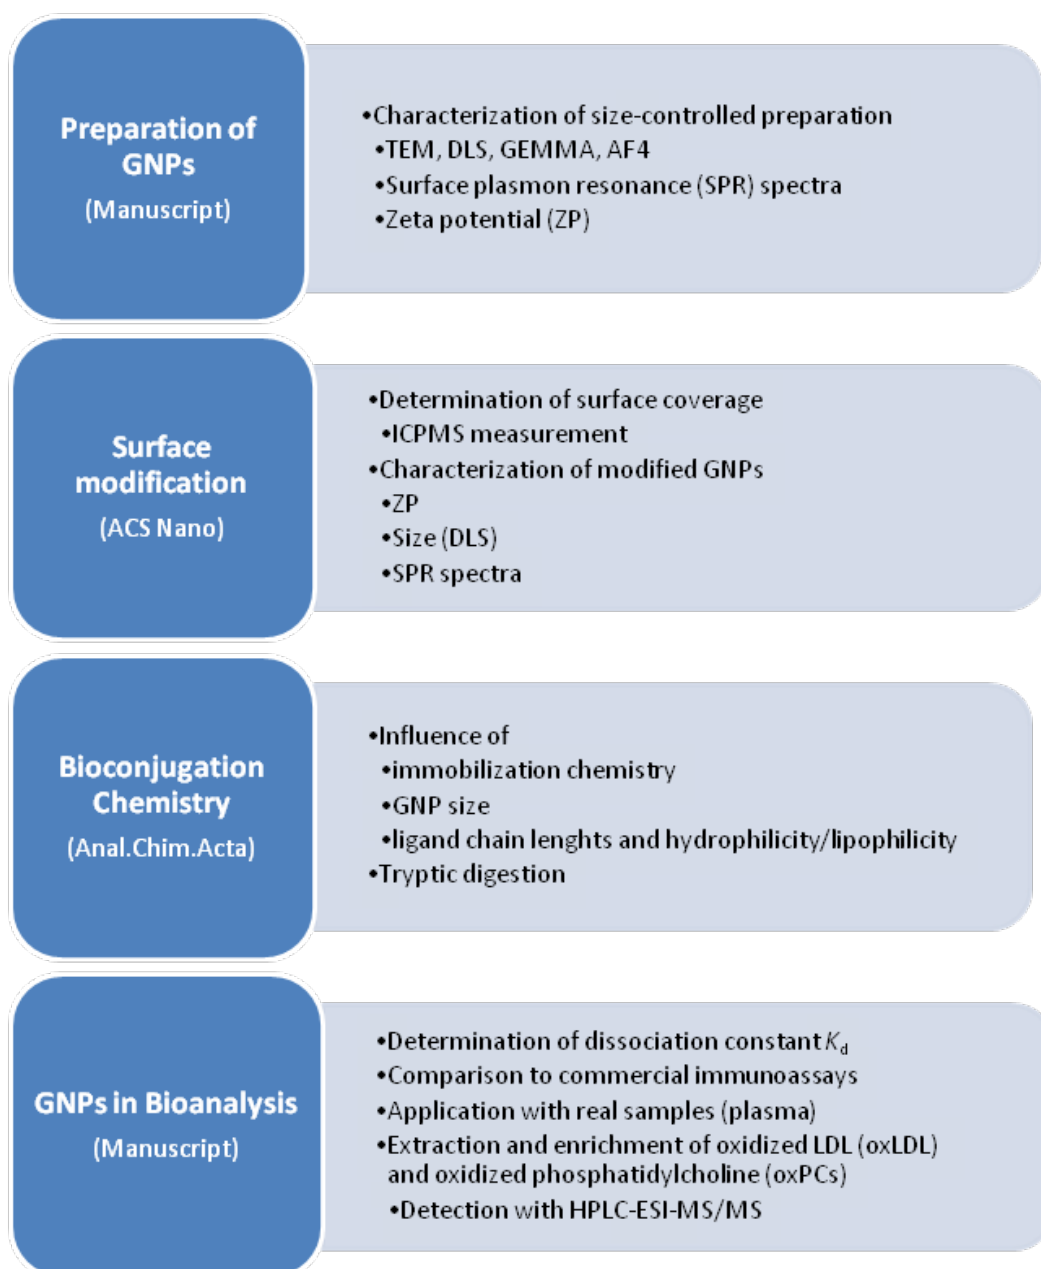 Preparation of
GNPs
(Manuscript)
•Characterization of size-controlled preparation
•TEM, DLS, GEMMA, AF4
•Surface plasmon resonance (SPR) spectra
•Zeta potential (ZP)
Surface
modification
(ACS Nano)
•Determination of surface coverage
•ICPMS measurement
•Characterization of modified GNPs
•ZP
•Size (DLS)
•SPR spectra
Bioconjugation
Chemistry
(Anal.Chim.Acta)
•Influence of
•immobilization chemistry
•GNP size
•ligand chain lenghts and hydrophilicity/lipophilicity
•Tryptic digestion
GNPs in Bioanalysis
(Manuscript)
•Determination of dissociation constant Kd
•Comparison to commercial immunoassays
•Application with real samples (plasma)
•Extraction and enrichment of oxidized LDL (oxLDL)
and oxidized phosphatidylcholine (oxPCs)
•Detection with HPLC-ESI-MS/MS